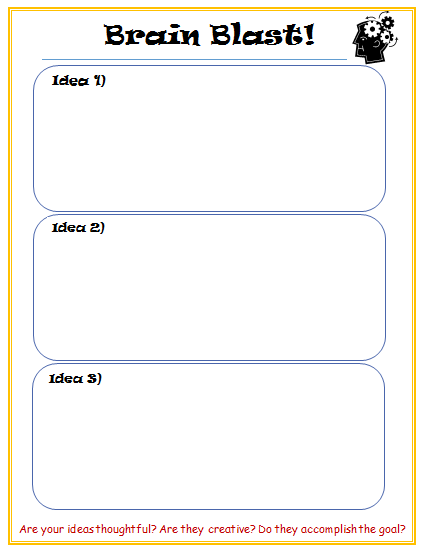 Brain Blast!
Idea 1)
Idea 2)
Idea 3)
Are your ideas thoughtful? Are they creative? Do they accomplish the goal?